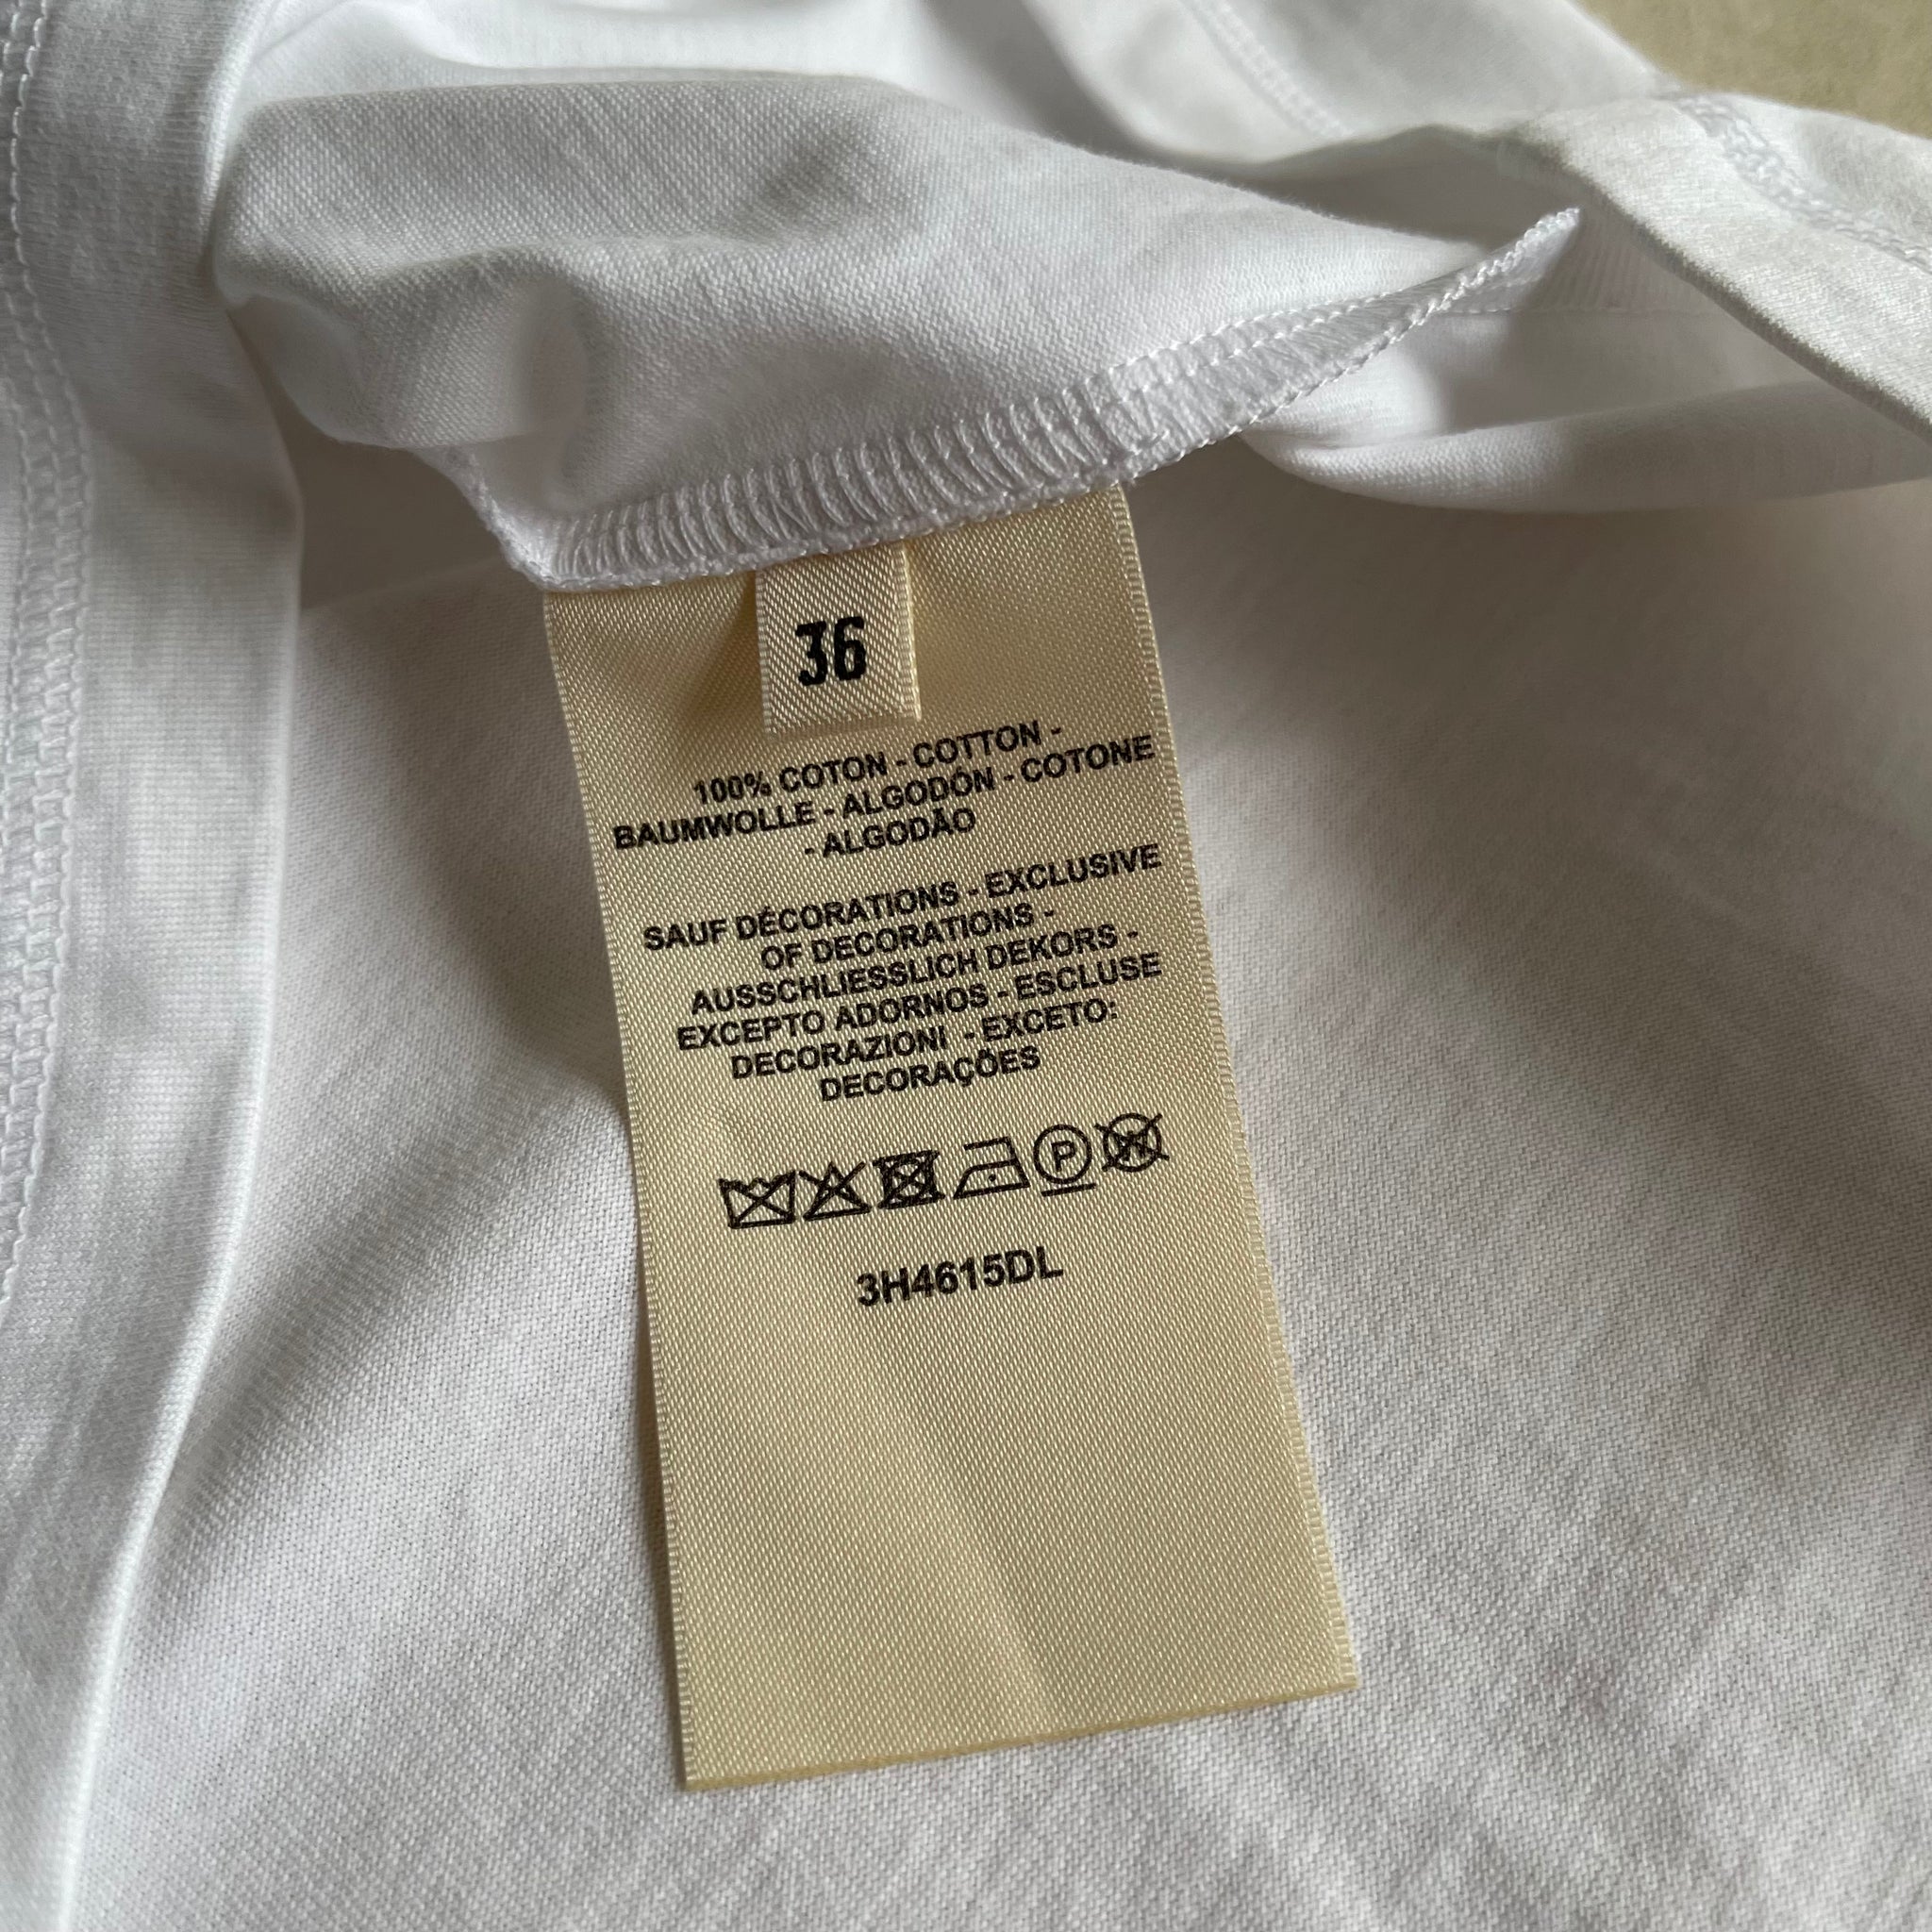 36
100% COTON - COTTON -
BAUMWOLLE - ALGODÓN - COTONE
- ALGODÃO
SAUF DÉCORATIONS - EXCLUSIVE
OF DECORATIONS -
AUSSCHLIESSLICH DEKORS -
EXCEPTO ADORNOS - ESCLUSE
DECORAZIONI - EXCETO:
DECORAÇÕES
P W
3H4615DL